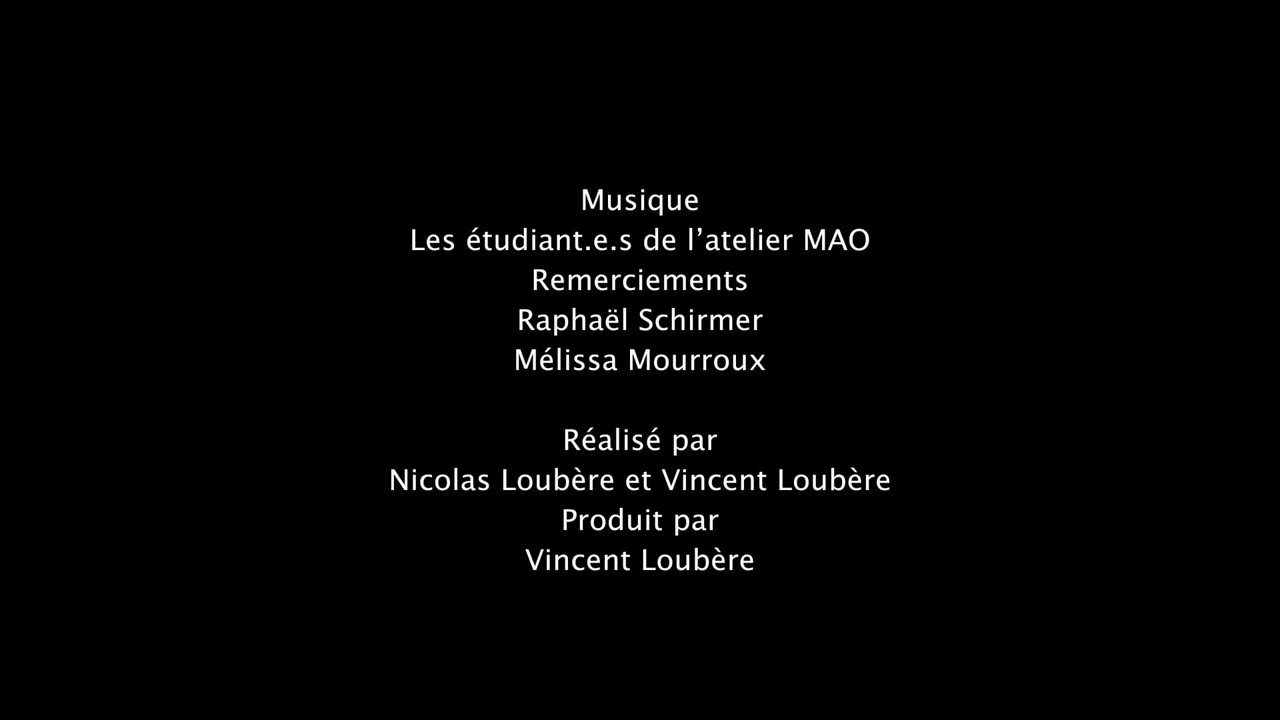 Musique
Les étudiant.e.s de l’atelier MAO
Remerciements
Raphaël Schirmer
Mélissa Mourroux
Réalisé par
Nicolas Loubère et Vincent Loubère
Produit par
Vincent Loubère